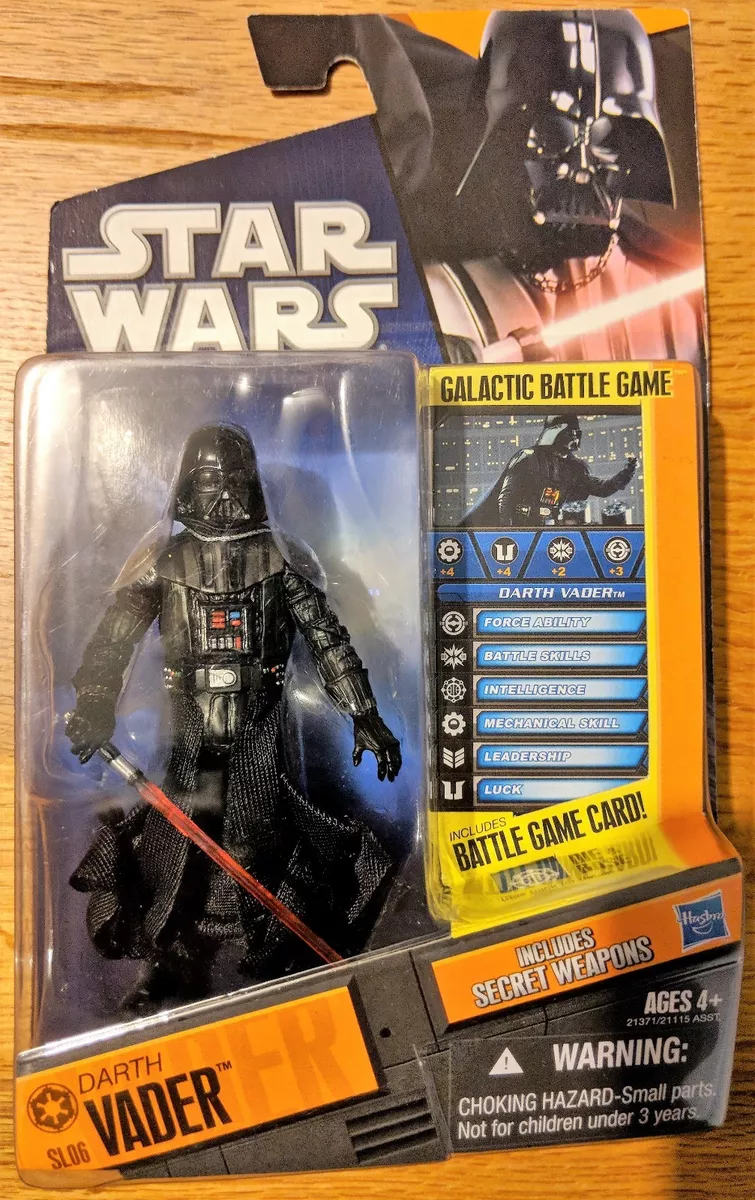 STAR
WARS
GALACTIC BATTLE GAME
+4 +4 +2 +3
DARTH VADER™
FORCE ABILITY
BATTLE SKILLS
INTELLIGENCE
MECHANICAL SKILL
LEADERSHIP
LUCK
INCLUDES
BATTLE GAME CARD!
Hasbro
INCLUDES
SECRET WEAPONS
AGES 4+
21371/21115 ASST.
DARTH
VADER™
SL06
WARNING:
CHOKING HAZARD-Small parts.
Not for children under 3 years.